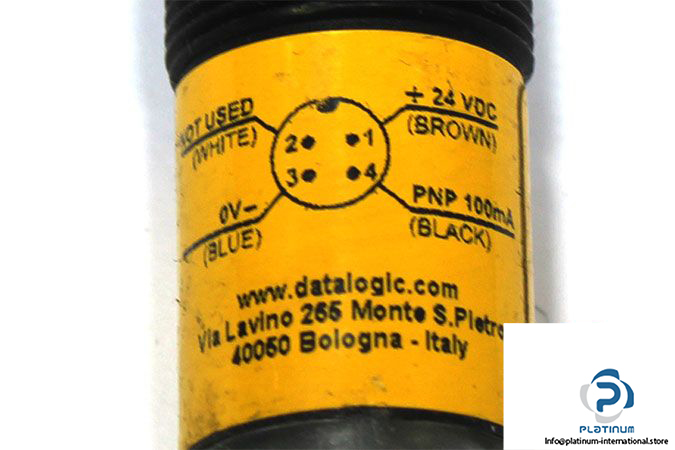 NOT USED
(WHITE)
+ 24 VDC
(BROWN)
2 1
3 4
0V-
(BLUE)
PNP 100mA
(BLACK)
www.datalogic.com
Via Lavino 265 Monte S.Pietro
40050 Bologna - Italy
PLATINUM
Info@platinum-international.store